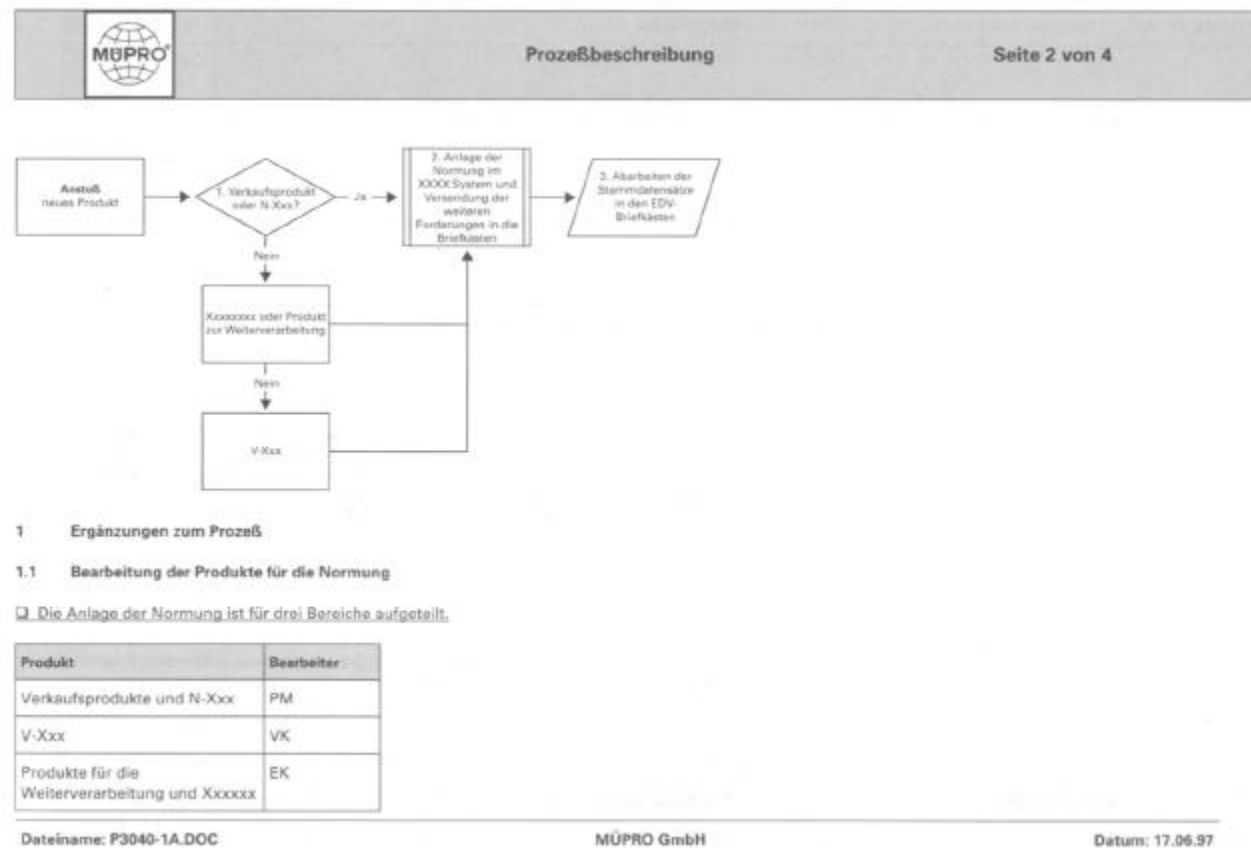 MÜPRO®
Prozeßbeschreibung
Seite 2 von 4
Anstoß
neues Produkt
1. Verkaufsprodukt
oder N-Xxx?
Ja
2. Anlage der
Normung im
XXXX System und
Versendung der
weiteren
Forderungen in die
Briefkästen
3. Abarbeiten der
Stammdatensätze
in den EDV-
Briefkästen
Nein
Xxxxxxxx oder Produkt
zur Weiterverarbeitung
Nein
V-Xxx
1 Ergänzungen zum Prozeß
1.1 Bearbeitung der Produkte für die Normung
❑ Die Anlage der Normung ist für drei Bereiche aufgeteilt.
Produkt Bearbeiter
Verkaufsprodukte und N-Xxx PM
V-Xxx VK
Produkte für die EK
Weiterverarbeitung und Xxxxxx
Dateiname: P3040-1A.DOC MÜPRO GmbH Datum: 17.06.97